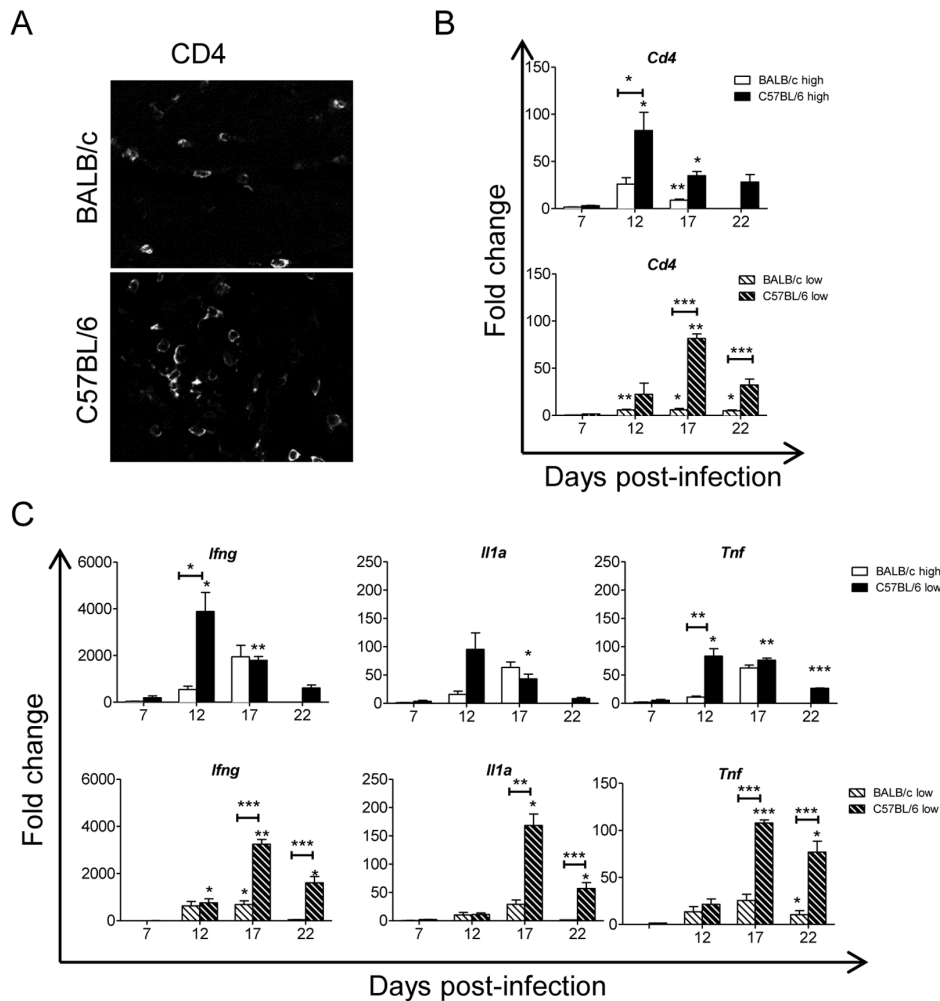 A
CD4
BALB/c
C57BL/6
B
Cd4
BALB/c high
C57BL/6 high
150
100
50
0
*
*
**
*
7 12 17 22
Cd4
BALB/c low
C57BL/6 low
150
100
50
0
**
***
*
**
***
*
7 12 17 22
Fold change
Days post-infection
C
Ifng
6000
4000
2000
0
*
*
**
7 12 17 22
Il1a
250
200
150
100
50
0
*
7 12 17 22
Tnf
250
200
150
100
50
0
**
*
**
***
7 12 17 22
BALB/c high
C57BL/6 low
Ifng
6000
4000
2000
0
*
***
*
**
***
*
7 12 17 22
Il1a
250
200
150
100
50
0
**
*
***
*
7 12 17 22
Tnf
150
100
50
0
***
***
***
*
*
12 17 22
BALB/c low
C57BL/6 low
Fold change
Days post-infection